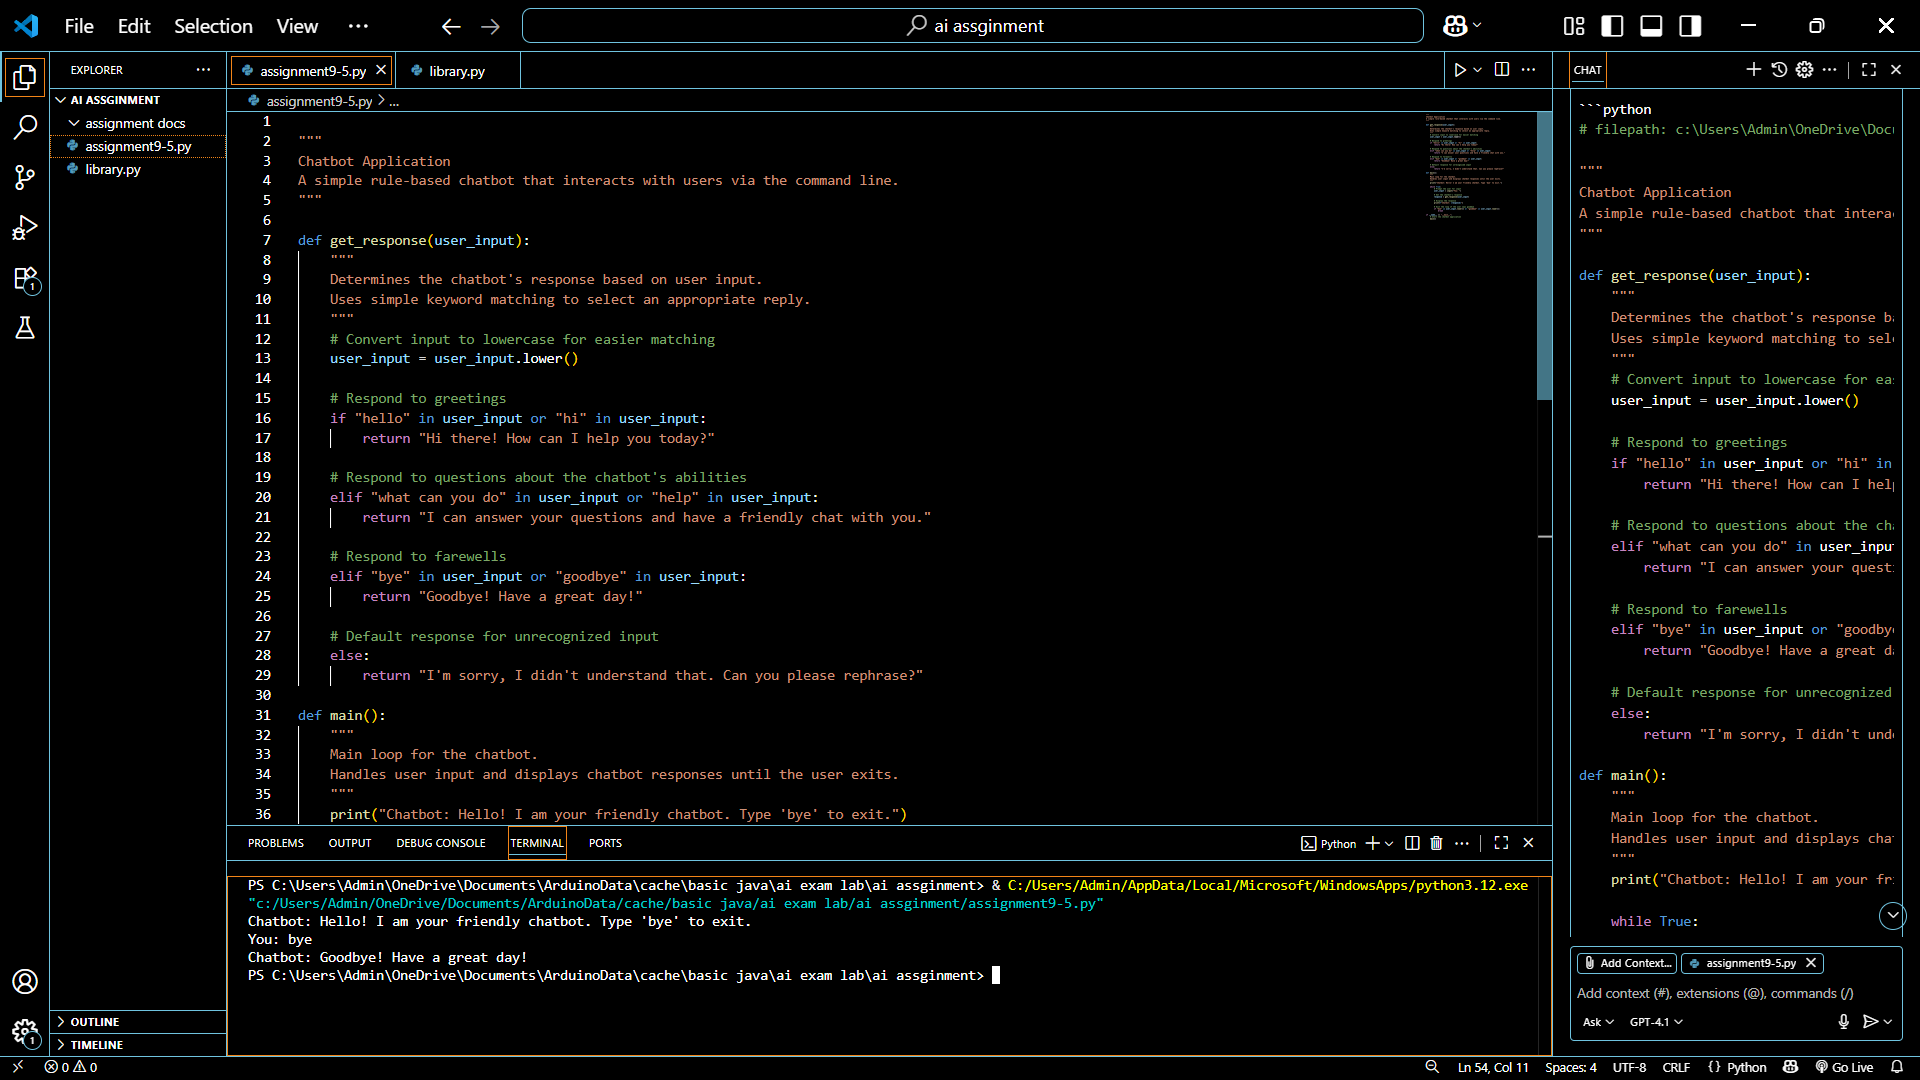 File Edit Selection View ···
ai assginment
EXPLORER
AI ASSGINMENT
assignment docs
assignment9-5.py
library.py
OUTLINE
TIMELINE
assignment9-5.py
library.py
assignment9-5.py > ...
1
2 """
3 Chatbot Application
4 A simple rule-based chatbot that interacts with users via the command line.
5 """
6
7 def get_response(user_input):
8 """
9 Determines the chatbot's response based on user input.
10 Uses simple keyword matching to select an appropriate reply.
11 """
12 # Convert input to lowercase for easier matching
13 user_input = user_input.lower()
14
15 # Respond to greetings
16 if "hello" in user_input or "hi" in user_input:
17 return "Hi there! How can I help you today?"
18
19 # Respond to questions about the chatbot's abilities
20 elif "what can you do" in user_input or "help" in user_input:
21 return "I can answer your questions and have a friendly chat with you."
22
23 # Respond to farewells
24 elif "bye" in user_input or "goodbye" in user_input:
25 return "Goodbye! Have a great day!"
26
27 # Default response for unrecognized input
28 else:
29 return "I'm sorry, I didn't understand that. Can you please rephrase?"
30
31 def main():
32 """
33 Main loop for the chatbot.
34 Handles user input and displays chatbot responses until the user exits.
35 """
36 print("Chatbot: Hello! I am your friendly chatbot. Type 'bye' to exit.")
PROBLEMS OUTPUT DEBUG CONSOLE TERMINAL PORTS
Python
PS C:\Users\Admin\OneDrive\Documents\ArduinoData\cache\basic java\ai exam lab\ai assginment> & C:/Users/Admin/AppData/Local/Microsoft/WindowsApps/python3.12.exe
"c:/Users/Admin/OneDrive/Documents/ArduinoData/cache/basic java/ai exam lab/ai assginment/assignment9-5.py"
Chatbot: Hello! I am your friendly chatbot. Type 'bye' to exit.
You: bye
Chatbot: Goodbye! Have a great day!
PS C:\Users\Admin\OneDrive\Documents\ArduinoData\cache\basic java\ai exam lab\ai assginment>
CHAT
```python
# filepath: c:\Users\Admin\OneDrive\Doc
"""
Chatbot Application
A simple rule-based chatbot that intera
"""
def get_response(user_input):
"""
Determines the chatbot's response b
Uses simple keyword matching to sel
"""
# Convert input to lowercase for ea
user_input = user_input.lower()
# Respond to greetings
if "hello" in user_input or "hi" in
return "Hi there! How can I hel
# Respond to questions about the ch
elif "what can you do" in user_inpu
return "I can answer your quest
# Respond to farewells
elif "bye" in user_input or "goodby
return "Goodbye! Have a great d
# Default response for unrecognized
else:
return "I'm sorry, I didn't und
def main():
"""
Main loop for the chatbot.
Handles user input and displays cha
"""
print("Chatbot: Hello! I am your fr
while True:
Add Context... assignment9-5.py
Add context (#), extensions (@), commands (/)
Ask GPT-4.1
1
1
0 0
Ln 54, Col 11 Spaces: 4 UTF-8 CRLF {} Python Go Live